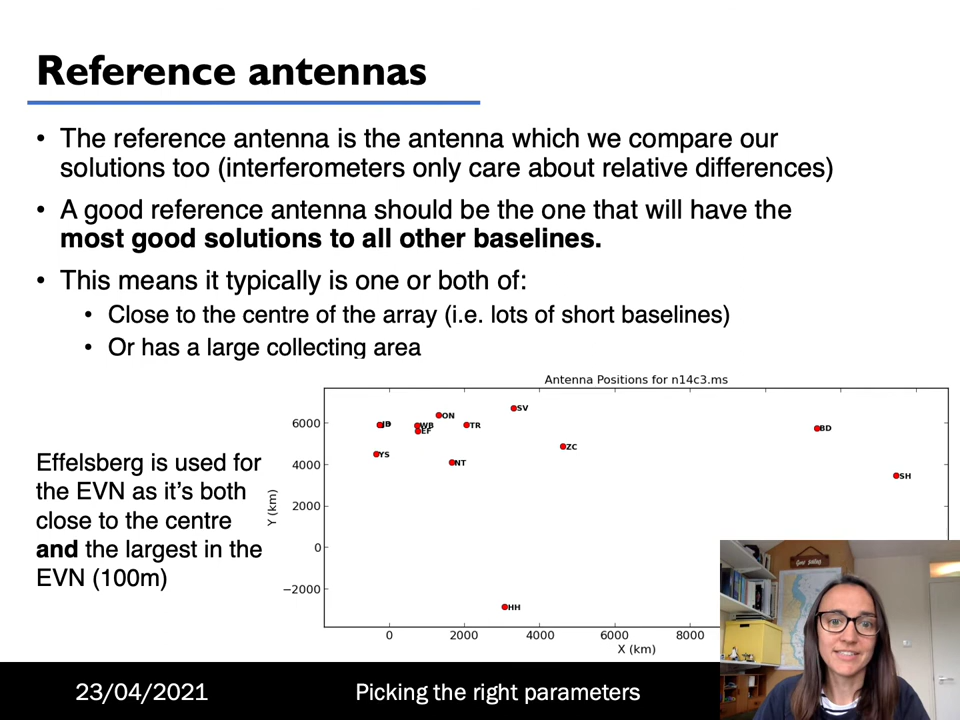 Reference antennas
• The reference antenna is the antenna which we compare our
solutions too (interferometers only care about relative differences)
• A good reference antenna should be the one that will have the
most good solutions to all other baselines.
• This means it typically is one or both of:
• Close to the centre of the array (i.e. lots of short baselines)
• Or has a large collecting area
Antenna Positions for n14c3.ms
SV
ON
6000
WB
TR
EF
BD
ZC
YS
Effelsberg is used for
4000
NT
SH
the EVN as it's both
Y (km)
2000
close to the centre
0
and the largest in the
EVN (100m)
−2000
HH
0
2000
4000
6000
8000
X (km)
23/04/2021
Picking the right parameters